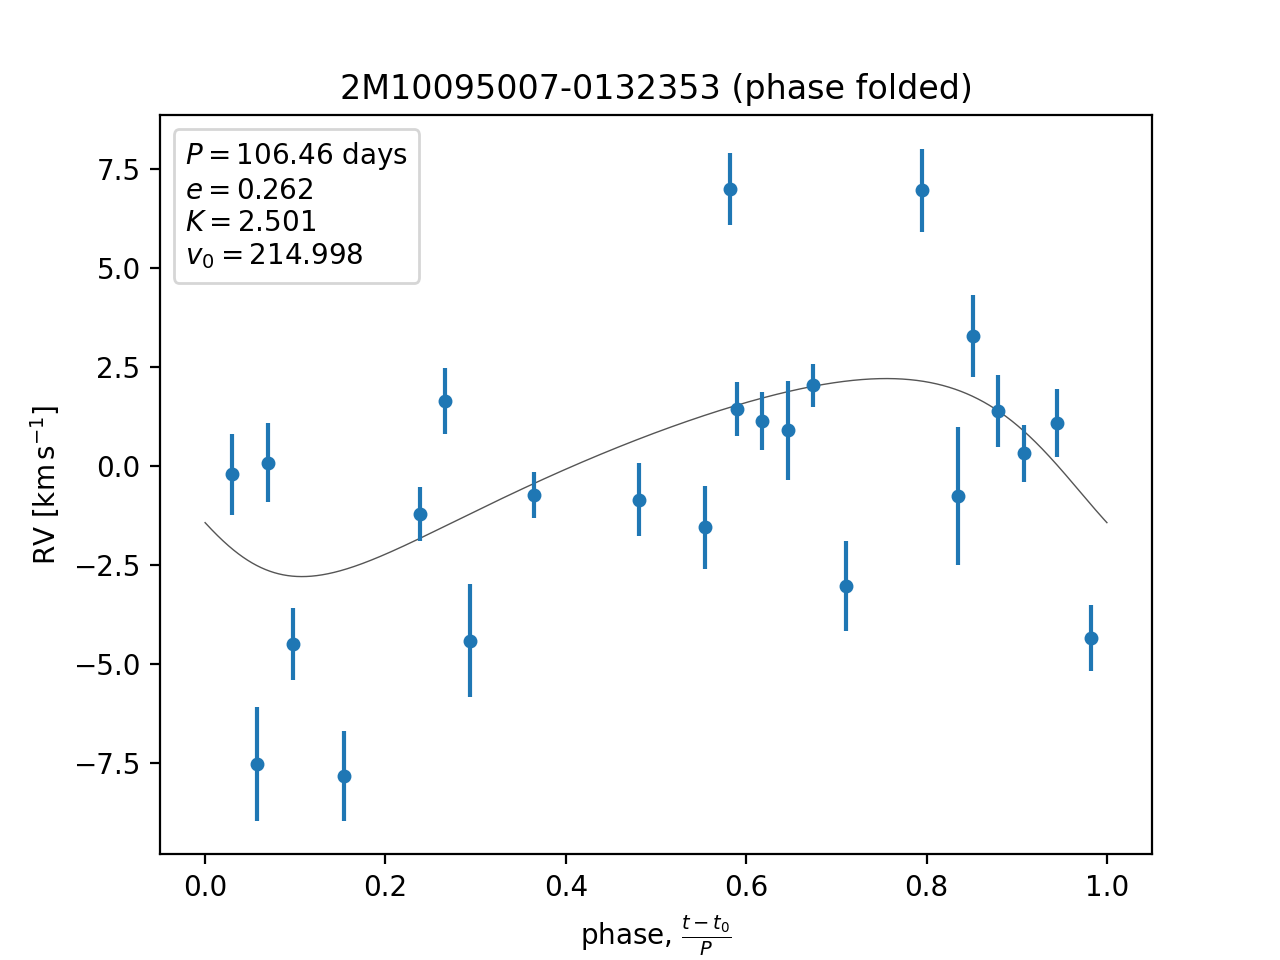 2M10095007-0132353 (phase folded)
P = 106.46 days
e = 0.262
K = 2.501
v₀ = 214.998
7.5
5.0
2.5
0.0
−2.5
−5.0
−7.5
RV [km s⁻¹]
0.0 0.2 0.4 0.6 0.8 1.0
phase, (t − t₀)/P